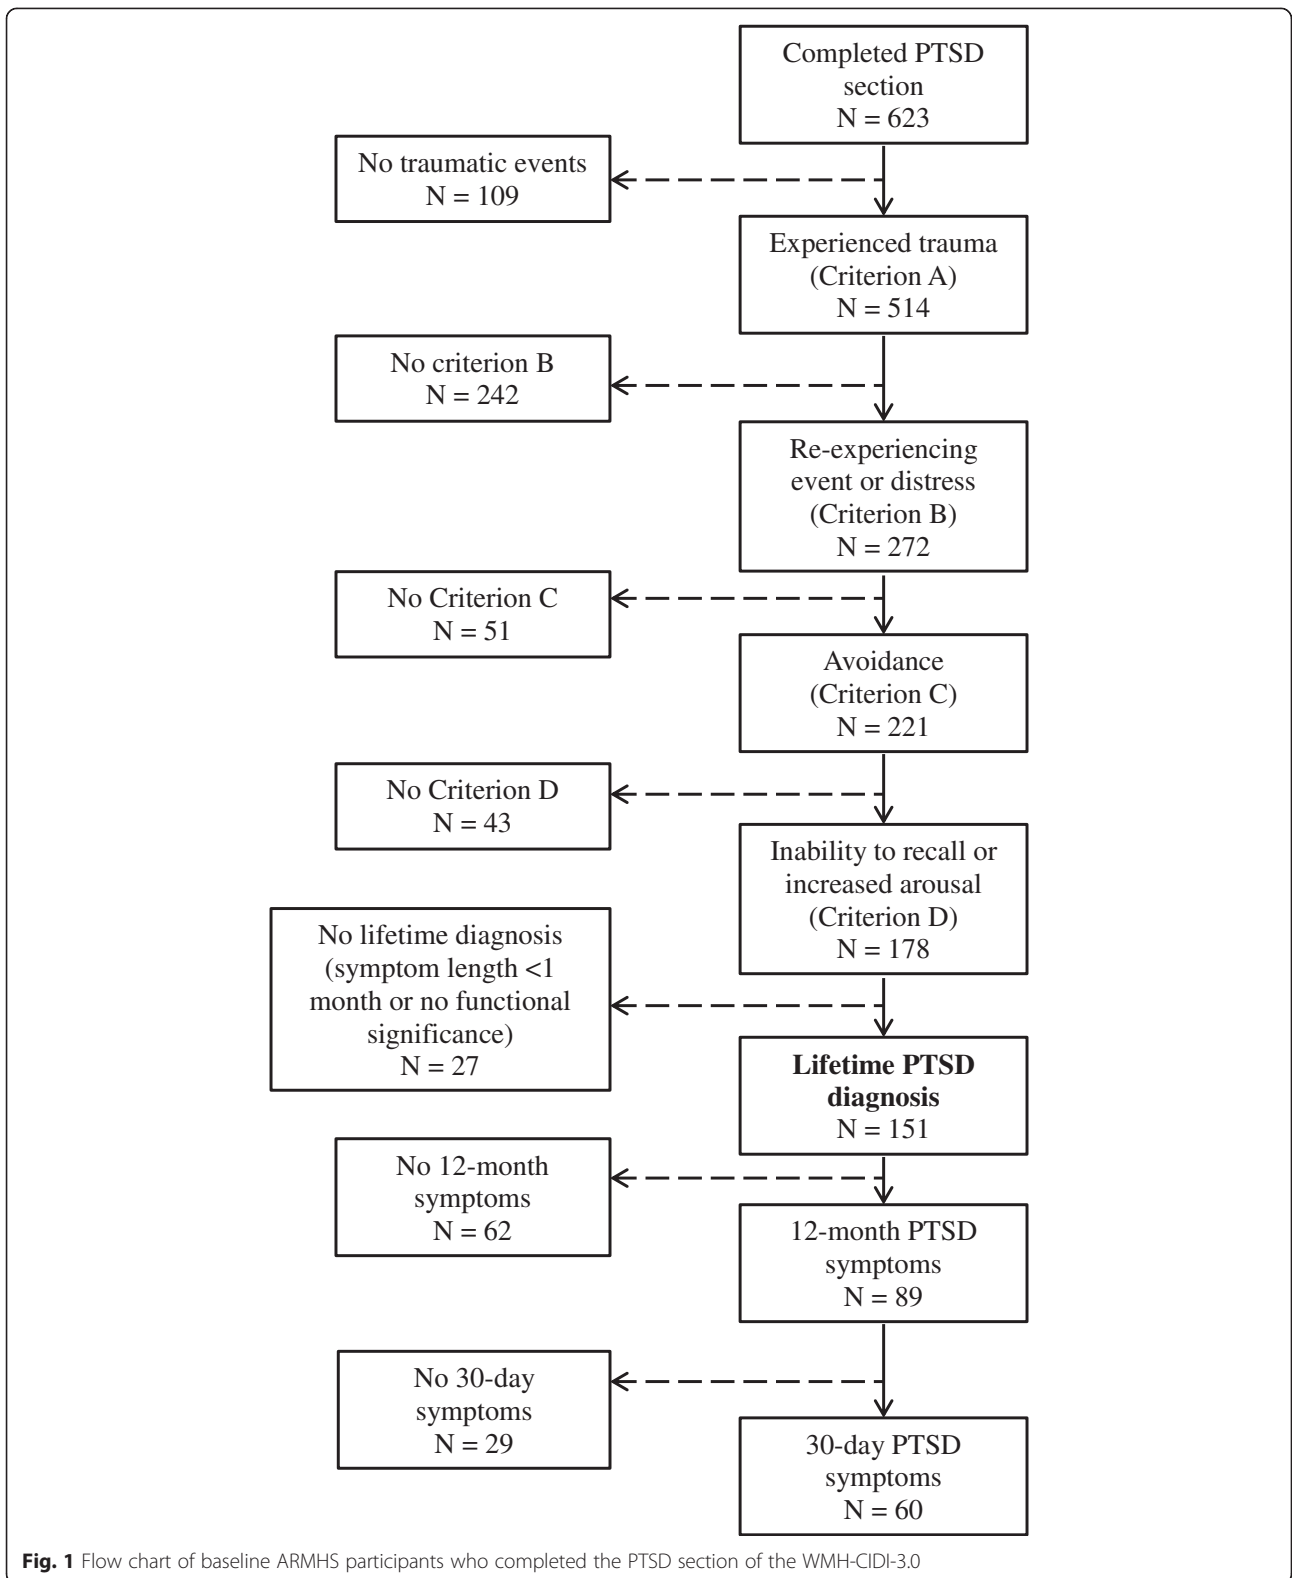 Completed PTSD
section
N = 623
No traumatic events
N = 109
Experienced trauma
(Criterion A)
N = 514
No criterion B
N = 242
Re-experiencing
event or distress
(Criterion B)
N = 272
No Criterion C
N = 51
Avoidance
(Criterion C)
N = 221
No Criterion D
N = 43
Inability to recall or
increased arousal
(Criterion D)
N = 178
No lifetime diagnosis
(symptom length <1
month or no functional
significance)
N = 27
Lifetime PTSD
diagnosis
N = 151
No 12-month
symptoms
N = 62
12-month PTSD
symptoms
N = 89
No 30-day
symptoms
N = 29
30-day PTSD
symptoms
N = 60
Fig. 1 Flow chart of baseline ARMHS participants who completed the PTSD section of the WMH-CIDI-3.0